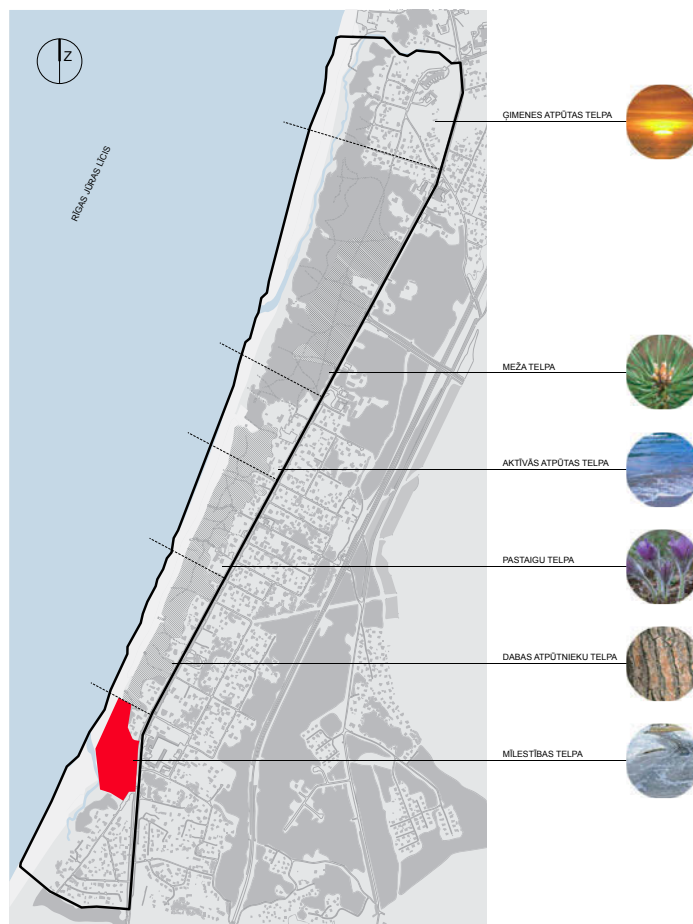 Z
RĪGAS JŪRAS LĪCIS
ĢIMENES ATPŪTAS TELPA
MEŽA TELPA
AKTĪVĀS ATPŪTAS TELPA
PASTAIGU TELPA
DABAS ATPŪTNIEKU TELPA
MĪLESTĪBAS TELPA